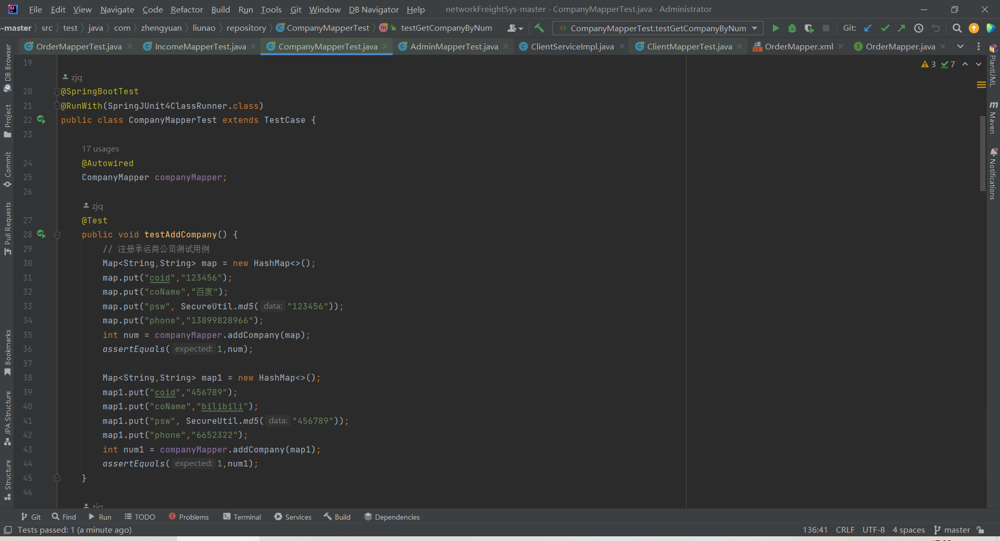 File Edit View Navigate Code Refactor Build Run Tools Git Window DB Navigator Help networkFreightSys-master - CompanyMapperTest.java - Administrator
s-master src test java com zhengyuan liunao repository CompanyMapperTest testGetCompanyByNum CompanyMapperTest.testGetCompanyByNum Git:
OrderMapperTest.java IncomeMapperTest.java CompanyMapperTest.java AdminMapperTest.java ClientServiceImpl.java ClientMapperTest.java OrderMapper.xml OrderMapper.java
19
3 7
zjq
20 @SpringBootTest
21 @RunWith(SpringJUnit4ClassRunner.class)
22 public class CompanyMapperTest extends TestCase {
23
17 usages
24 @Autowired
25 CompanyMapper companyMapper;
26
zjq
27 @Test
28 public void testAddCompany() {
29 // 注册承运商公司测试用例
30 Map<String,String> map = new HashMap<>();
31 map.put("coid","123456");
32 map.put("coName","百度");
33 map.put("psw", SecureUtil.md5( data: "123456"));
34 map.put("phone","13899828966");
35 int num = companyMapper.addCompany(map);
36 assertEquals( expected: 1,num);
37
38 Map<String,String> map1 = new HashMap<>();
39 map1.put("coid","456789");
40 map1.put("coName","bilibili");
41 map1.put("psw", SecureUtil.md5( data: "456789"));
42 map1.put("phone","6652322");
43 int num1 = companyMapper.addCompany(map1);
44 assertEquals( expected: 1,num1);
45 }
46
zjq
DB Browser
Project
Commit
Pull Requests
Bookmarks
JPA Structure
Structure
PlantUML
m Maven
Notifications
Git Find Run TODO Problems Terminal Services Build Dependencies
Tests passed: 1 (a minute ago) 136:41 CRLF UTF-8 4 spaces master